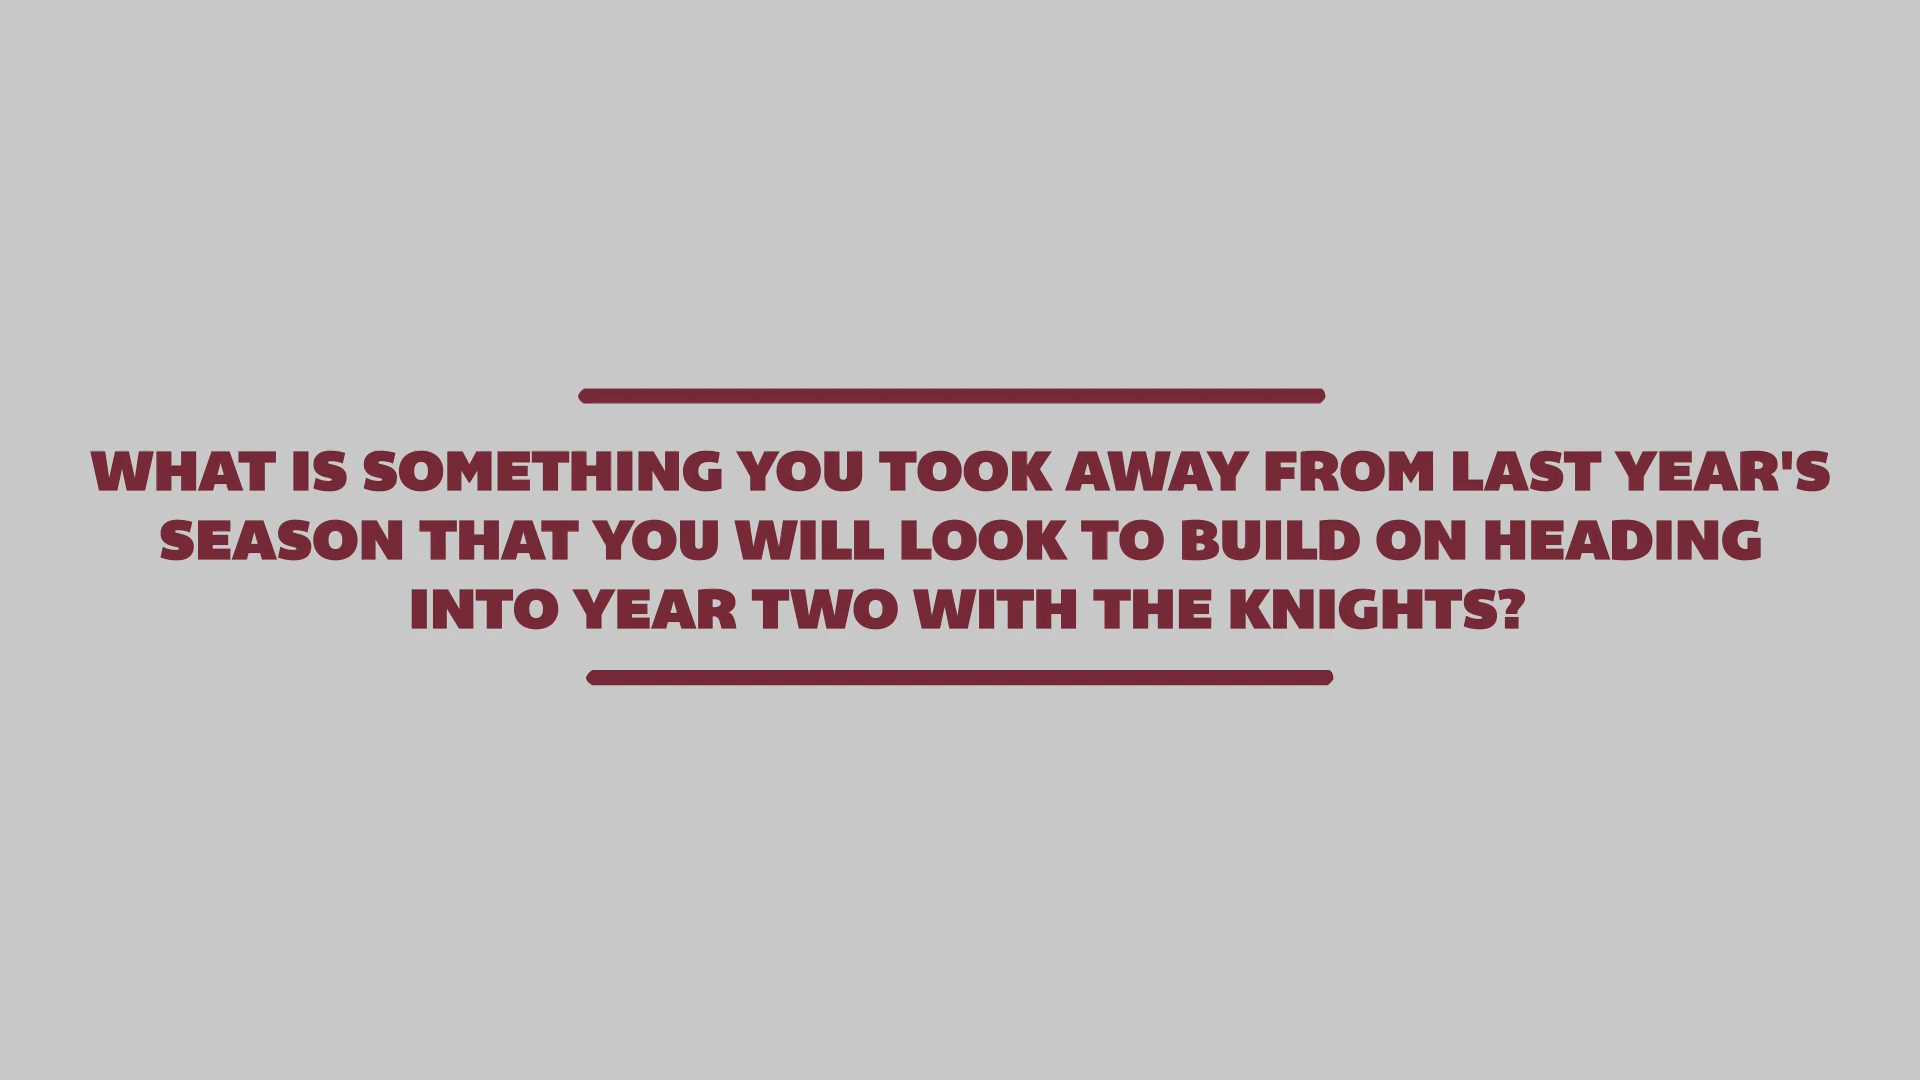 WHAT IS SOMETHING YOU TOOK AWAY FROM LAST YEAR'S
SEASON THAT YOU WILL LOOK TO BUILD ON HEADING
INTO YEAR TWO WITH THE KNIGHTS?